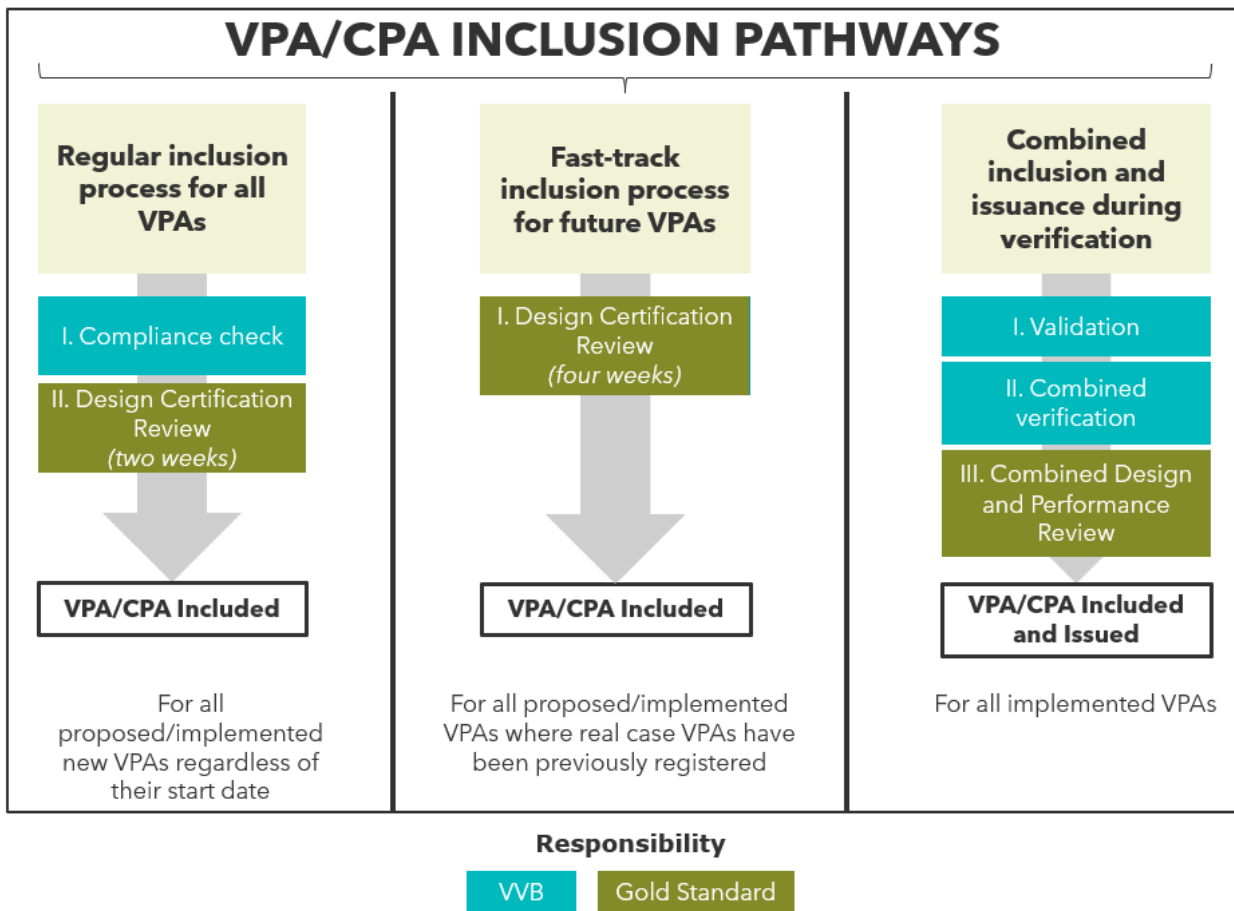 VPA/CPA INCLUSION PATHWAYS
Regular inclusion
process for all
VPAs
I. Compliance check
II. Design Certification
Review
(two weeks)
VPA/CPA Included
For all
proposed/implemented
new VPAs regardless of
their start date
Fast-track
inclusion process
for future VPAs
I. Design Certification
Review
(four weeks)
VPA/CPA Included
For all proposed/implemented
VPAs where real case VPAs have
been previously registered
Combined
inclusion and
issuance during
verification
I. Validation
II. Combined
verification
III. Combined Design
and Performance
Review
VPA/CPA Included
and Issued
For all implemented VPAs
Responsibility
VVB
Gold Standard